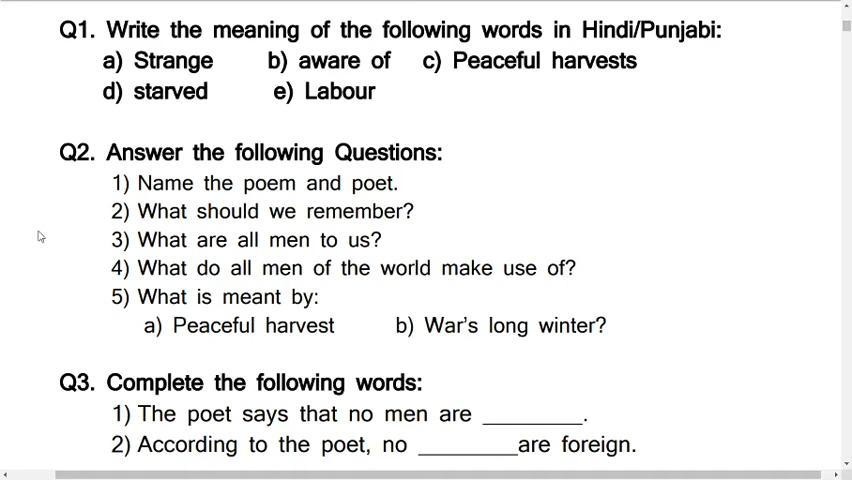 Q1. Write the meaning of the following words in Hindi/Punjabi:
a) Strange b) aware of c) Peaceful harvests
d) starved e) Labour
Q2. Answer the following Questions:
1) Name the poem and poet.
2) What should we remember?
3) What are all men to us?
4) What do all men of the world make use of?
5) What is meant by:
a) Peaceful harvest b) War's long winter?
Q3. Complete the following words:
1) The poet says that no men are ________.
2) According to the poet, no ________are foreign.